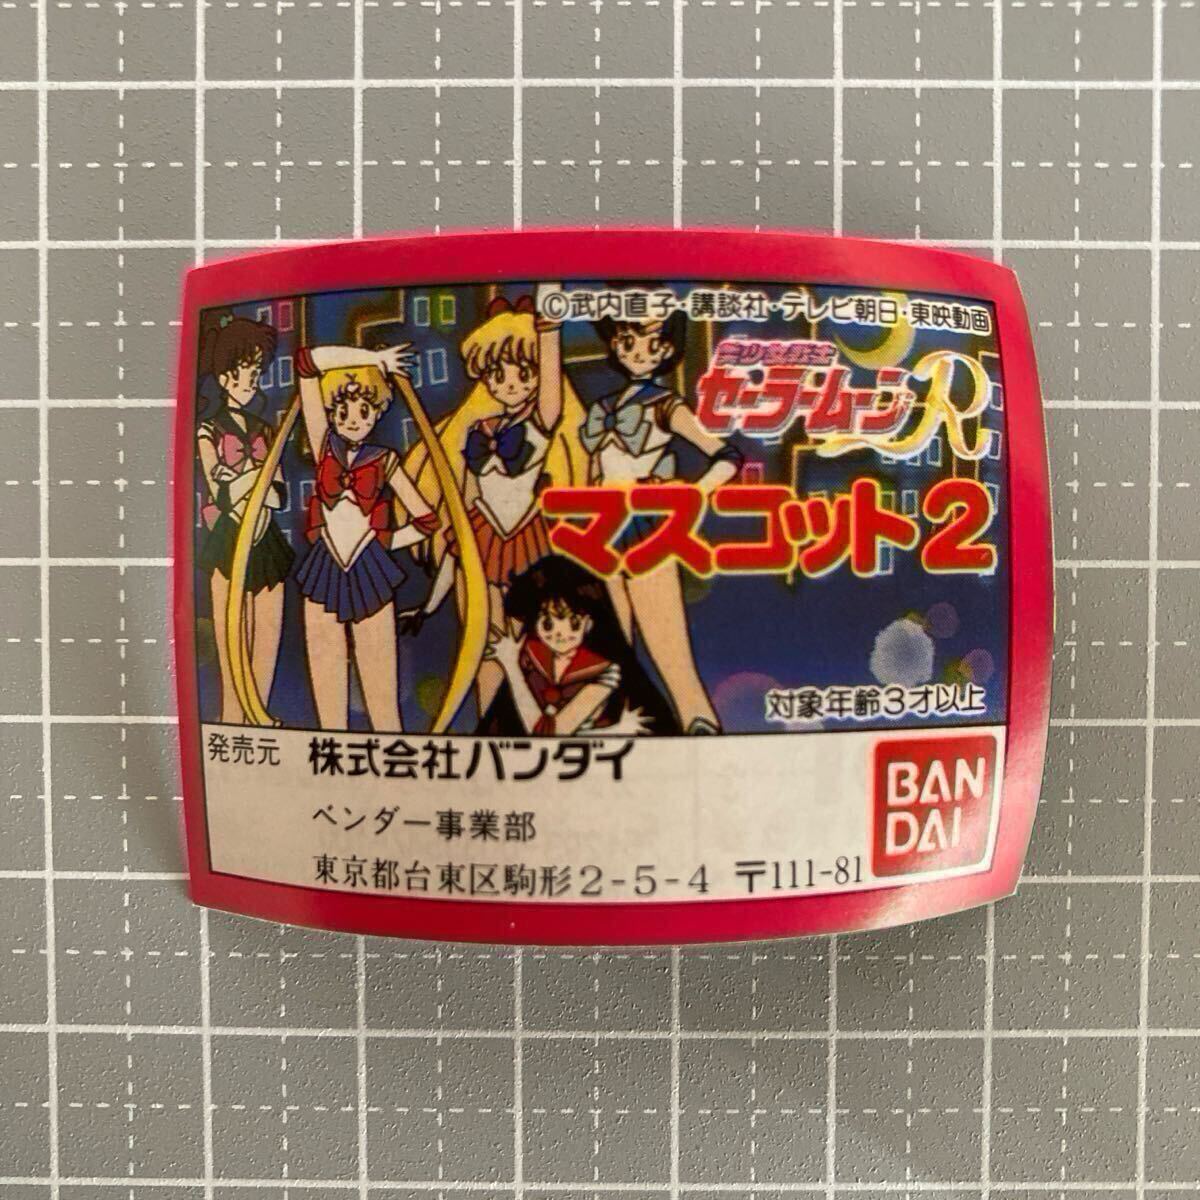 ©武内直子・講談社・テレビ朝日・東映動画
美少女戦士
セーラームーンR
マスコット2
対象年齢3才以上
発売元 株式会社バンダイ
ベンダー事業部
東京都台東区駒形2-5-4 〒111-81
BAN
DAI